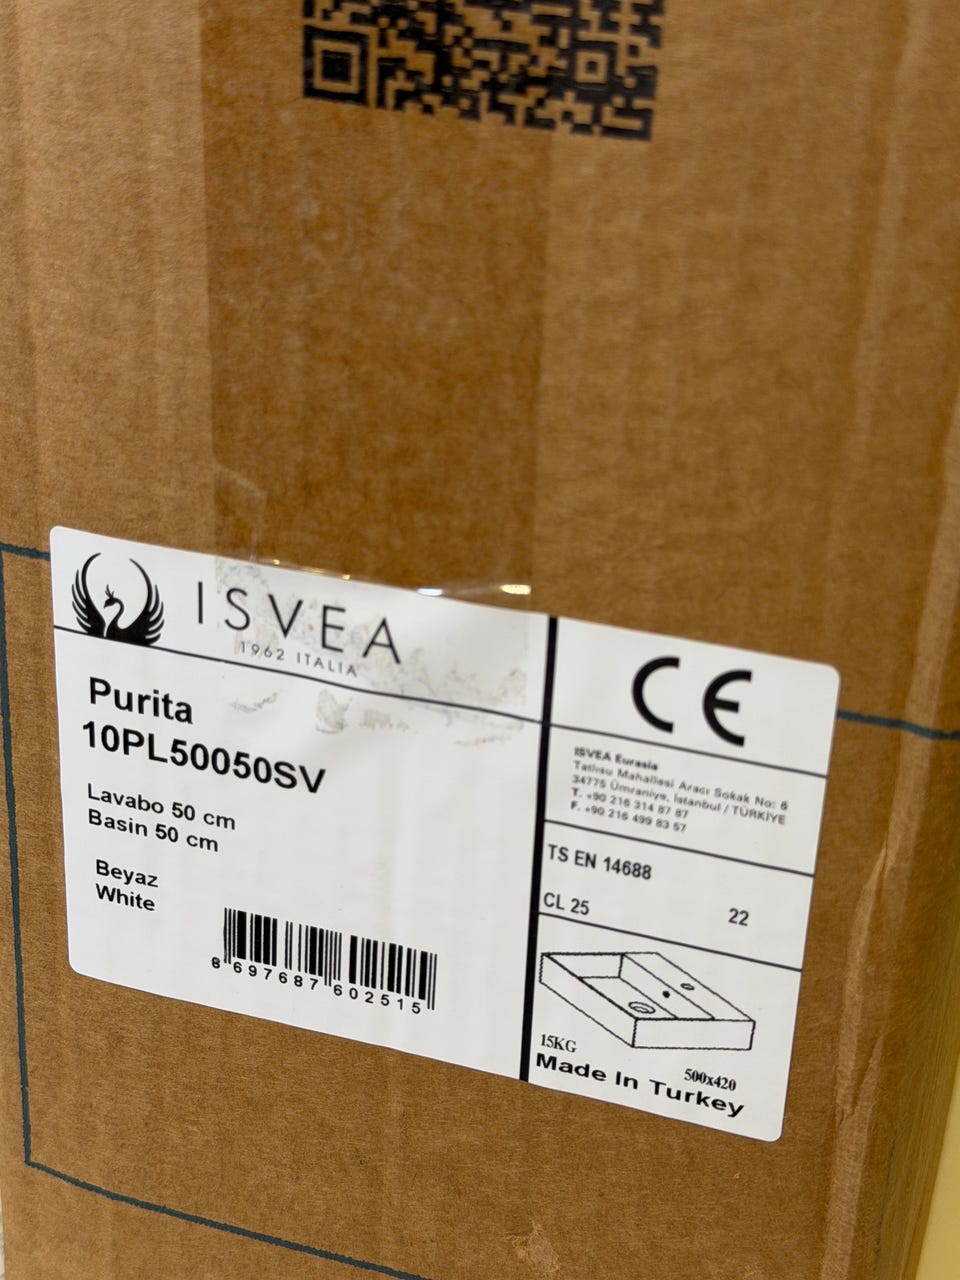 ISVEA
1962 ITALIA
Purita
10PL50050SV
Lavabo 50 cm
Basin 50 cm
Beyaz
White
8 697687 602515
CE
ISVEA Eurasia
Tatlısu Mahallesi Aracı Sokak No: 6
34775 Ümraniye, İstanbul / TÜRKİYE
T. +90 216 314 87 87
F. +90 216 499 83 57
TS EN 14688
CL 25 22
15KG
500x420
Made In Turkey